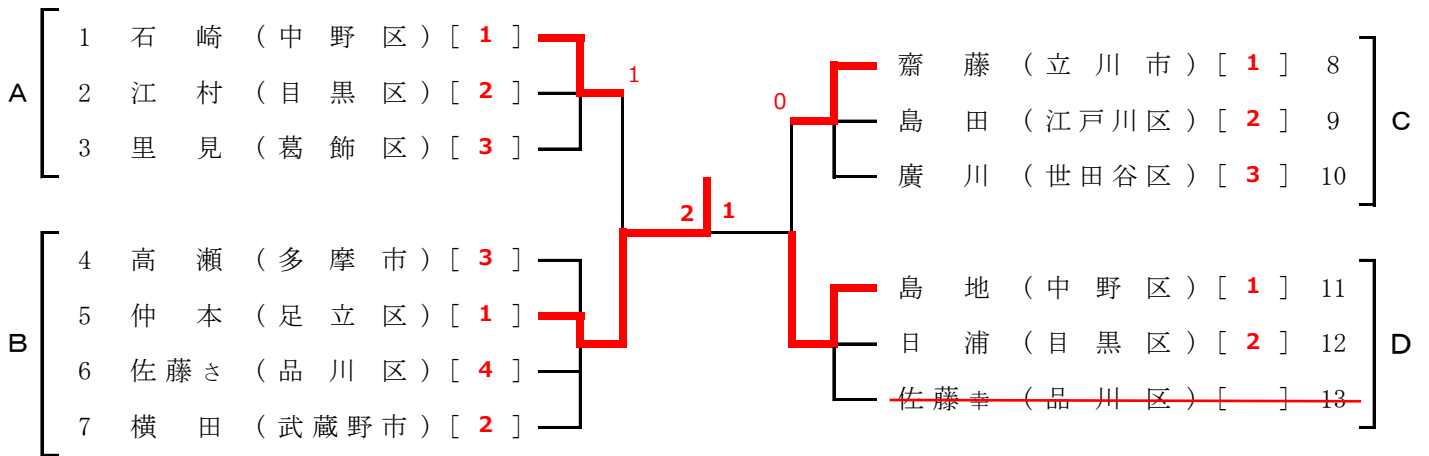 A
1 石 崎 ( 中 野 区 ) [ 1 ]
2 江 村 ( 目 黒 区 ) [ 2 ]
3 里 見 ( 葛 飾 区 ) [ 3 ]
1
B
4 高 瀬 ( 多 摩 市 ) [ 3 ]
5 仲 本 ( 足 立 区 ) [ 1 ]
6 佐藤さ ( 品 川 区 ) [ 4 ]
7 横 田 ( 武蔵野市 ) [ 2 ]
2 1
0
齋 藤 ( 立 川 市 ) [ 1 ] 8
島 田 ( 江戸川区 ) [ 2 ] 9
廣 川 ( 世田谷区 ) [ 3 ] 10
C
島 地 ( 中 野 区 ) [ 1 ] 11
日 浦 ( 目 黒 区 ) [ 2 ] 12
佐藤幸 ( 品 川 区 ) [ ] 13
D